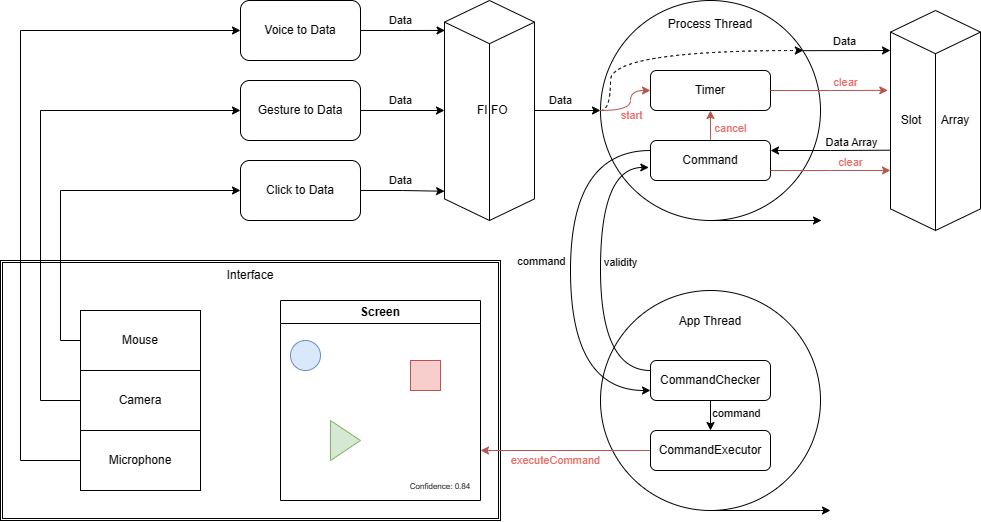 Voice to Data
Data
Gesture to Data
Data
Click to Data
Data
FIFO
Data
Process Thread
Data
Timer
start
clear
cancel
Command
Data Array
clear
Slot
Array
command
validity
Interface
Mouse
Camera
Microphone
Screen
Confidence: 0.84
App Thread
CommandChecker
command
CommandExecutor
executeCommand